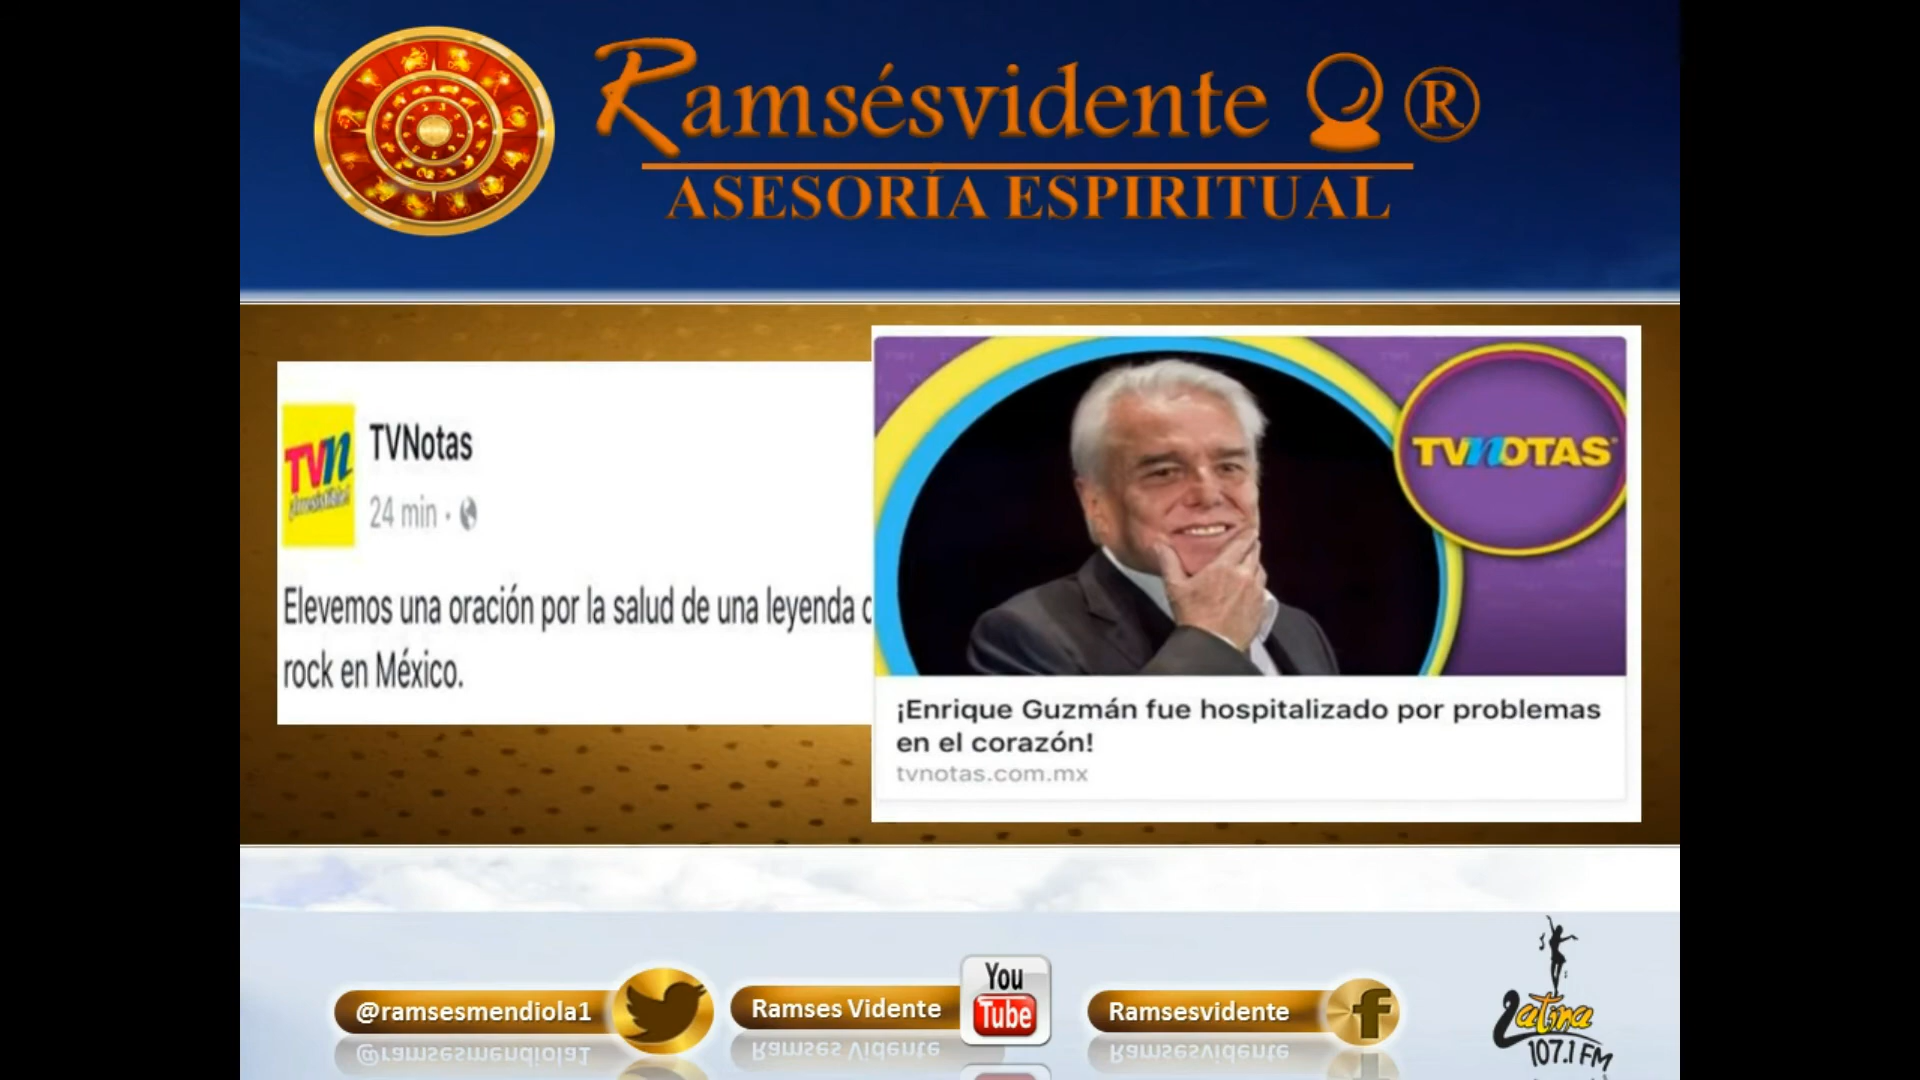 Ramsésvidente ®
ASESORÍA ESPIRITUAL
TVN
TVNotas
24 min ·
Elevemos una oración por la salud de una leyenda
rock en México.
TVNOTAS
¡Enrique Guzmán fue hospitalizado por problemas
en el corazón!
tvnotas.com.mx
@ramsesmendiola1
Ramses Vidente
You
Tube
Ramsesvidente
f
Latina
107.1 FM